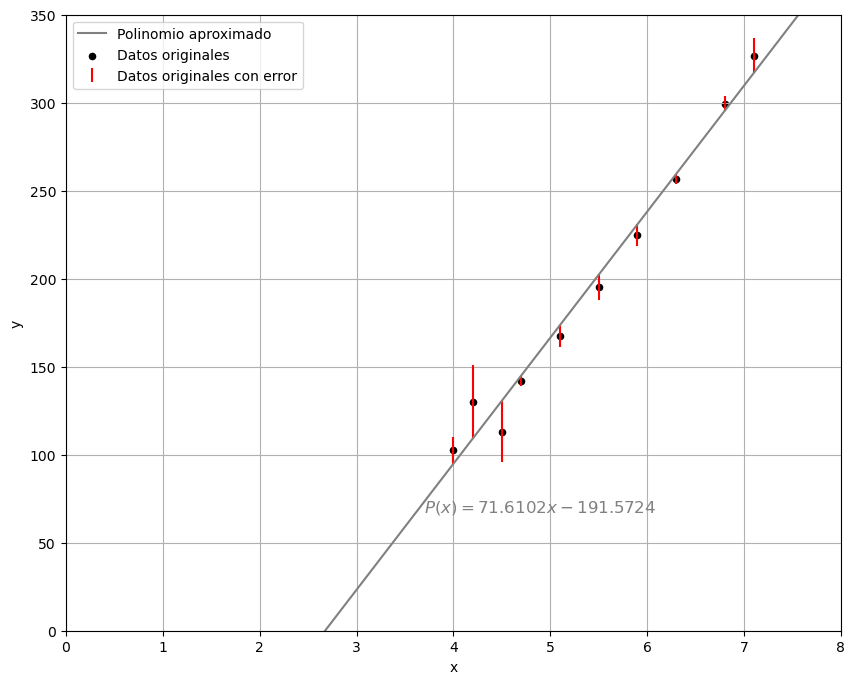 Polinomio aproximado
Datos originales
Datos originales con error
350
300
250
200
150
100
50
0
y
P(x) = 71.6102x − 191.5724
0 1 2 3 4 5 6 7 8
x